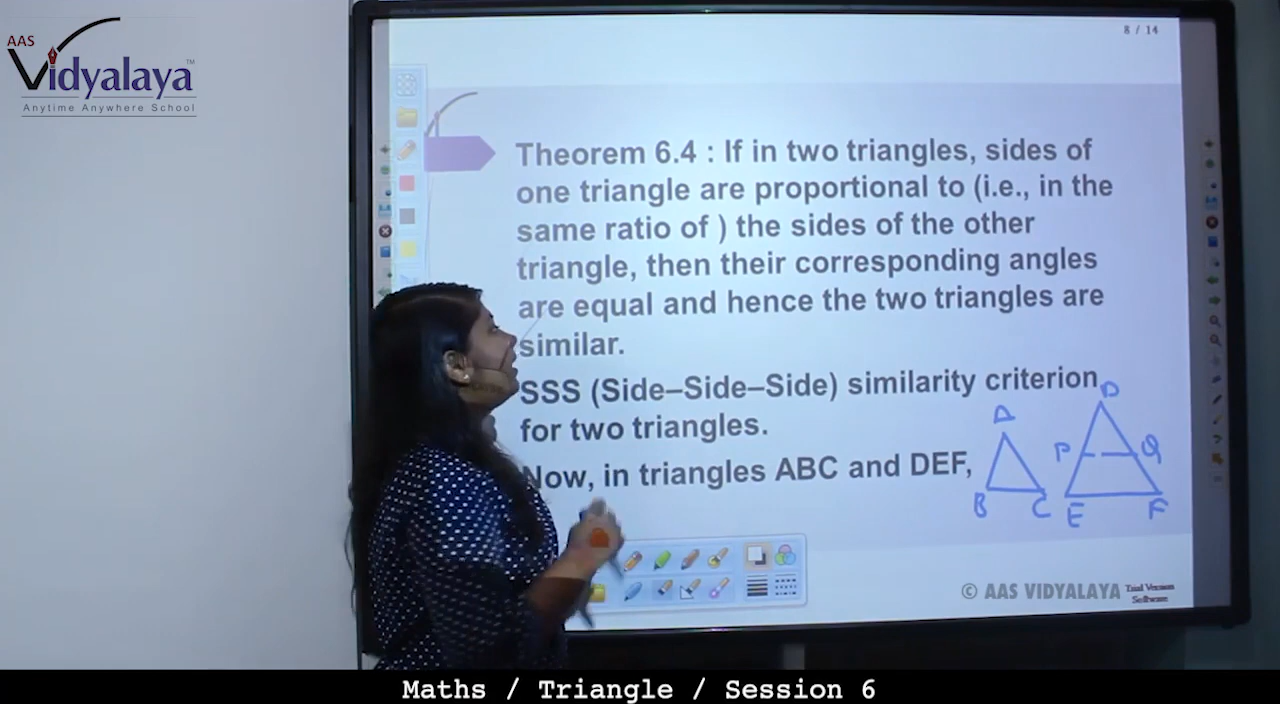 AAS
Vidyalaya
TM
Anytime Anywhere School
8 / 14
Theorem 6.4 : If in two triangles, sides of
one triangle are proportional to (i.e., in the
same ratio of ) the sides of the other
triangle, then their corresponding angles
are equal and hence the two triangles are
similar.
SSS (Side–Side–Side) similarity criterion
for two triangles.
Now, in triangles ABC and DEF,
A
D
P
Q
B
C
E
F
© AAS VIDYALAYA
Trial Version
Software
Maths / Triangle / Session 6